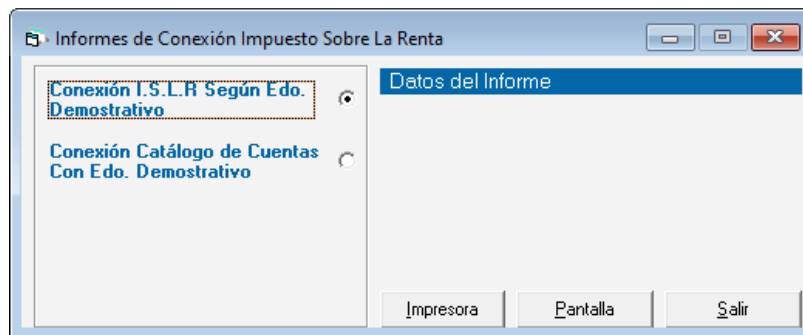 Informes de Conexión Impuesto Sobre La Renta
Conexión I.S.L.R Según Edo.
Demostrativo
Conexión Catálogo de Cuentas
Con Edo. Demostrativo
Datos del Informe
Impresora
Pantalla
Salir